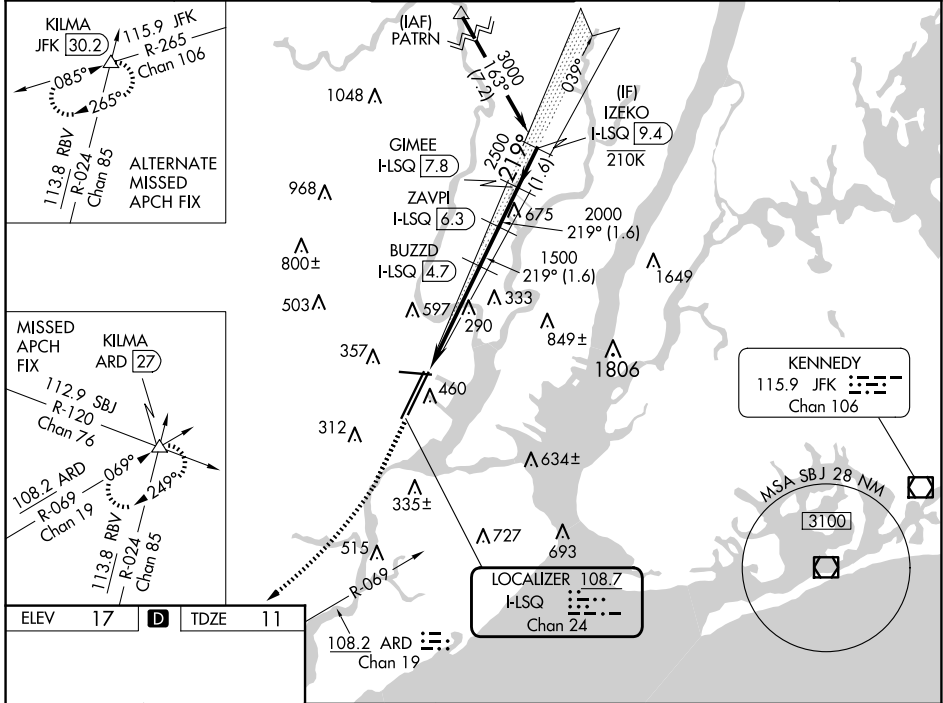 KILMA
JFK 30.2
115.9 JFK
R-265
Chan 106
085°
265°
113.8 RBV
R-024
Chan 85
ALTERNATE
MISSED
APCH FIX
(IAF)
PATRN
3000
163°
(7.2)
039°
(IF)
IZEKO
I-LSQ 9.4
210K
1048
GIMEE
I-LSQ 7.8
2500
219°
(1.6)
968
ZAVPI
I-LSQ 6.3
675
2000
219° (1.6)
800±
BUZZD
I-LSQ 4.7
1500
219° (1.6)
1649
503
597
333
290
849±
MISSED
APCH
FIX
KILMA
ARD 27
112.9 SBJ
R-120
Chan 76
357
1806
460
KENNEDY
115.9 JFK
Chan 106
312
108.2 ARD
R-069
Chan 19
069°
249°
113.8 RBV
R-024
Chan 85
634±
335±
MSA SBJ 28 NM
3100
727
693
515
R-069
LOCALIZER 108.7
I-LSQ
Chan 24
ELEV 17 D TDZE 11
108.2 ARD
Chan 19